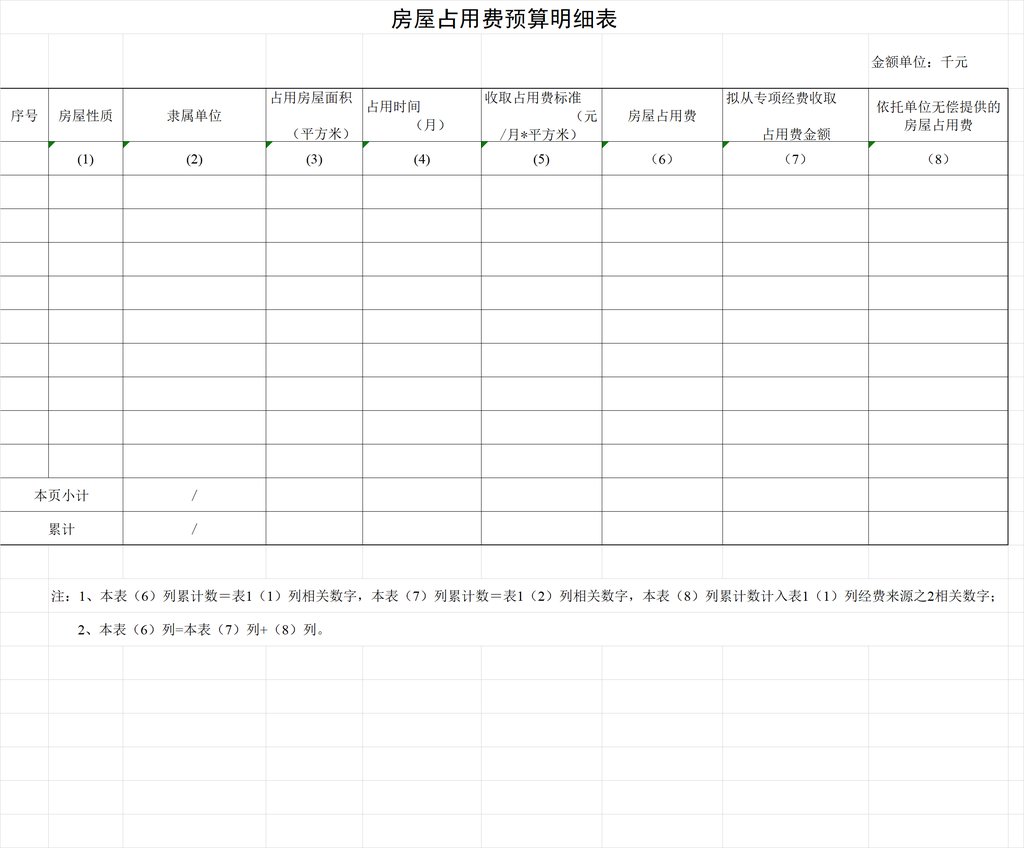 房屋占用费预算明细表
金额单位：千元
序号
房屋性质
隶属单位
占用房屋面积
（平方米）
占用时间
（月）
收取占用费标准
（元
/月*平方米）
房屋占用费
拟从专项经费收取
占用费金额
依托单位无偿提供的
房屋占用费
(1)
(2)
(3)
(4)
(5)
（6）
（7）
（8）
本页小计
/
累计
/
注：1、本表（6）列累计数＝表1（1）列相关数字，本表（7）列累计数＝表1（2）列相关数字，本表（8）列累计数计入表1（1）列经费来源之2相关数字；
2、本表（6）列=本表（7）列+（8）列。